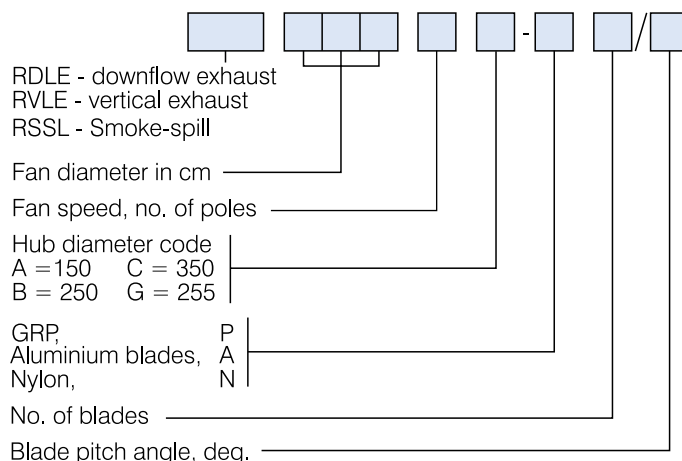 - /
RDLE - downflow exhaust
RVLE - vertical exhaust
RSSL - Smoke-spill
Fan diameter in cm
Fan speed, no. of poles
Hub diameter code
A =150 C = 350
B = 250 G = 255
GRP, P
Aluminium blades, A
Nylon, N
No. of blades
Blade pitch angle, deg.